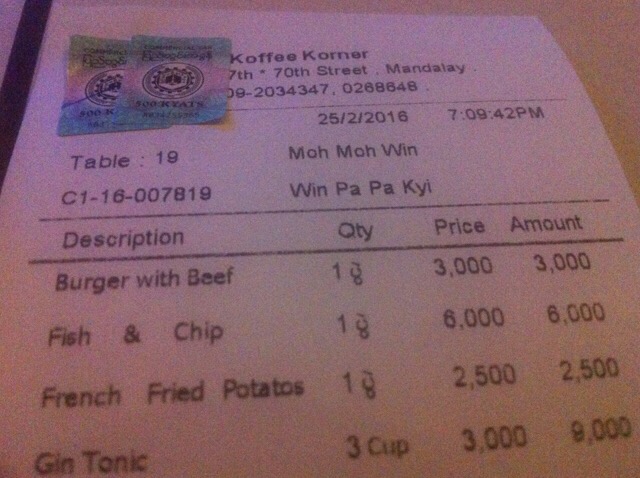 Koffee Korner
7th * 70th Street , Mandalay .
09-2034347, 0268648 .
500 KYATS
25/2/2016 7:09:42PM
Table : 19 Moh Moh Win
C1-16-007819 Win Pa Pa Kyi
Description Qty Price Amount
Burger with Beef 1 ပွဲ 3,000 3,000
Fish & Chip 1 ပွဲ 6,000 6,000
French Fried Potatos 1 ပွဲ 2,500 2,500
Gin Tonic 3 Cup 3,000 9,000